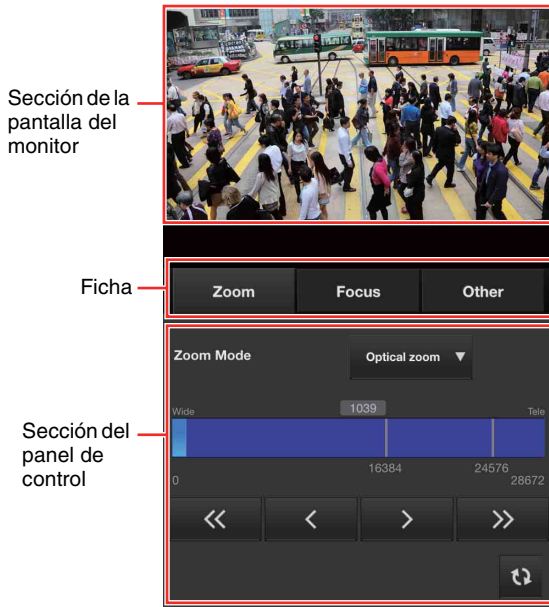 Sección de la
pantalla del
monitor
Ficha
Zoom Focus Other
Zoom Mode Optical zoom ▼
Wide 1039 Tele
16384 24576
0 28672
Sección del
panel de
control